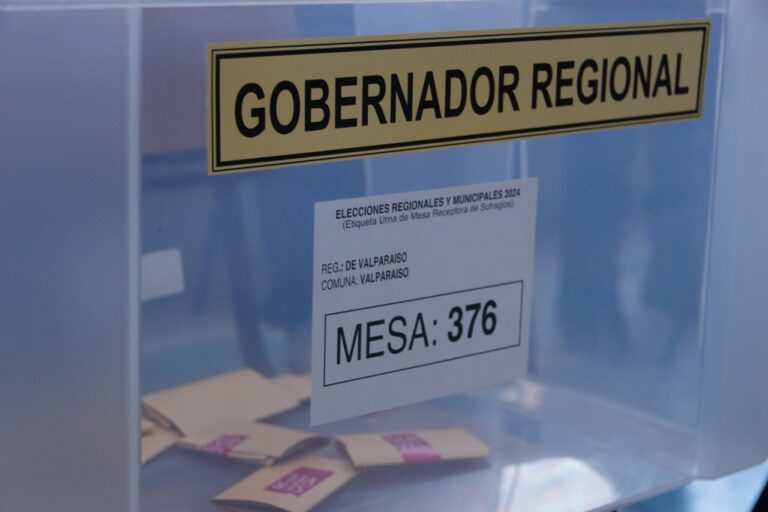 GOBERNADOR REGIONAL
ELECCIONES REGIONALES Y MUNICIPALES 2024
(Etiqueta Urna de Mesa Receptora de Sufragios)
REG.: DE VALPARAISO
COMUNA: VALPARAISO
MESA: 376